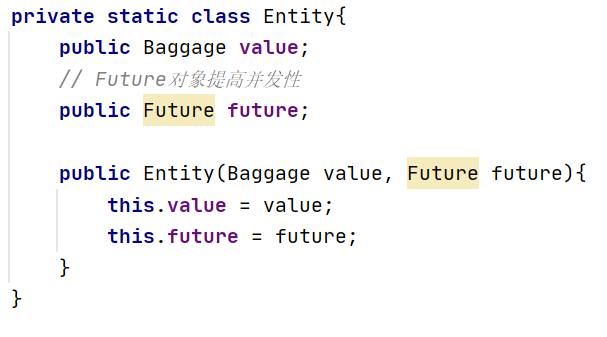 private static class Entity{
public Baggage value;
// Future对象提高并发性
public Future future;
public Entity(Baggage value, Future future){
this.value = value;
this.future = future;
}
}